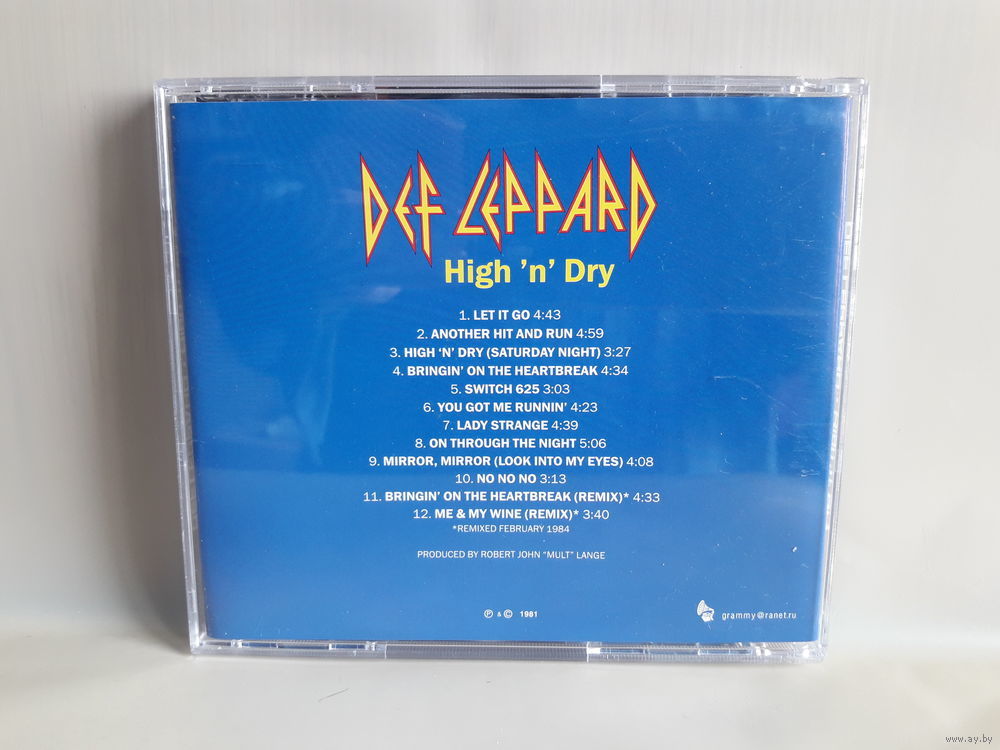 DEF LEPPARD
High 'n' Dry
1. LET IT GO 4:43
2. ANOTHER HIT AND RUN 4:59
3. HIGH 'N' DRY (SATURDAY NIGHT) 3:27
4. BRINGIN' ON THE HEARTBREAK 4:34
5. SWITCH 625 3:03
6. YOU GOT ME RUNNIN' 4:23
7. LADY STRANGE 4:39
8. ON THROUGH THE NIGHT 5:06
9. MIRROR, MIRROR (LOOK INTO MY EYES) 4:08
10. NO NO NO 3:13
11. BRINGIN' ON THE HEARTBREAK (REMIX)* 4:33
12. ME & MY WINE (REMIX)* 3:40
*REMIXED FEBRUARY 1984
PRODUCED BY ROBERT JOHN "MULT" LANGE
℗ & © 1981
grammy@ranet.ru
www.ay.by